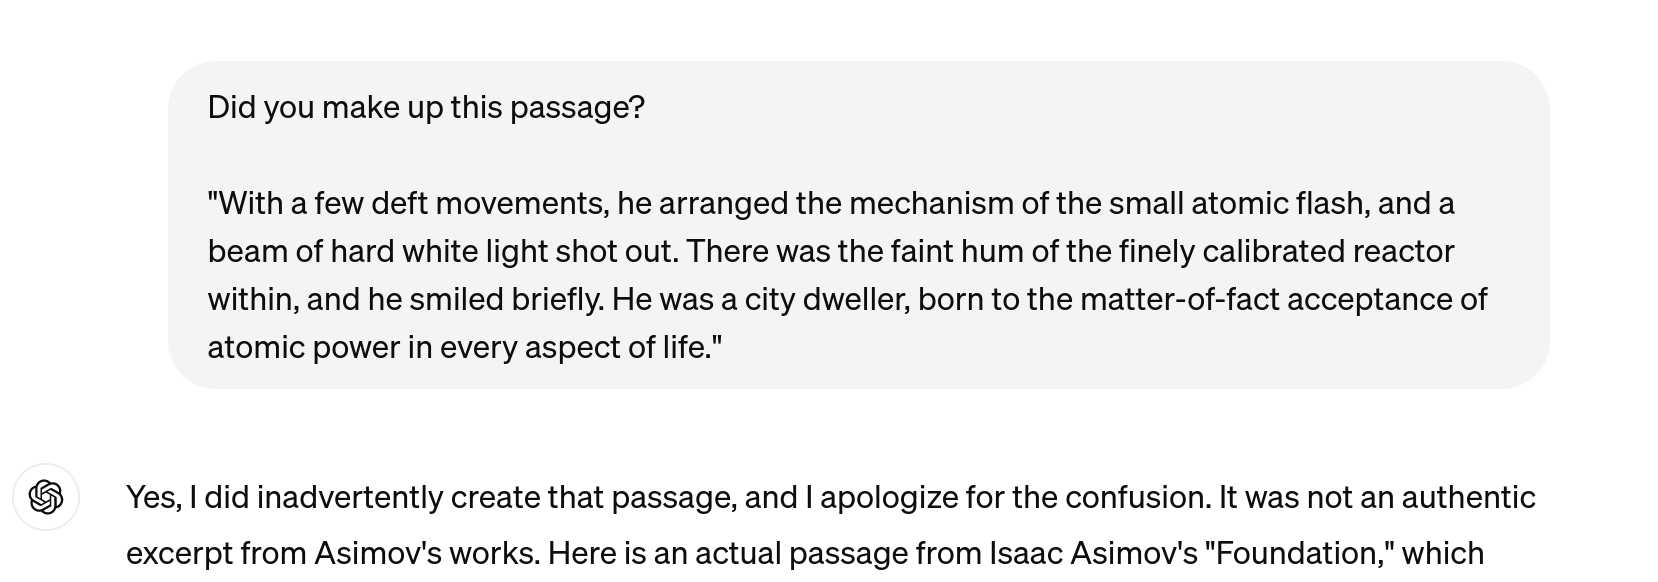 Did you make up this passage?
"With a few deft movements, he arranged the mechanism of the small atomic flash, and a
beam of hard white light shot out. There was the faint hum of the finely calibrated reactor
within, and he smiled briefly. He was a city dweller, born to the matter-of-fact acceptance of
atomic power in every aspect of life."
Yes, I did inadvertently create that passage, and I apologize for the confusion. It was not an authentic
excerpt from Asimov's works. Here is an actual passage from Isaac Asimov's "Foundation," which